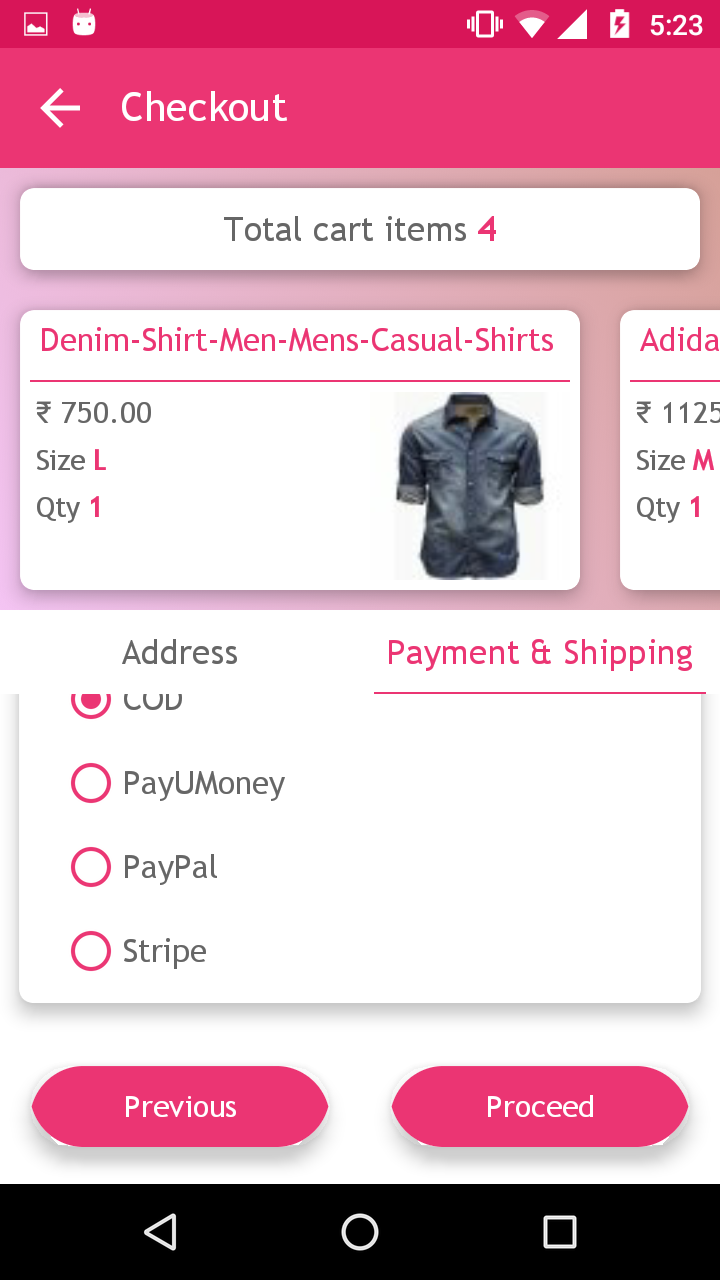 5:23
Checkout
Total cart items 4
Denim-Shirt-Men-Mens-Casual-Shirts
₹ 750.00
Size L
Qty 1
Adida
₹ 1125
Size M
Qty 1
Address
Payment & Shipping
COD
PayUMoney
PayPal
Stripe
Previous
Proceed